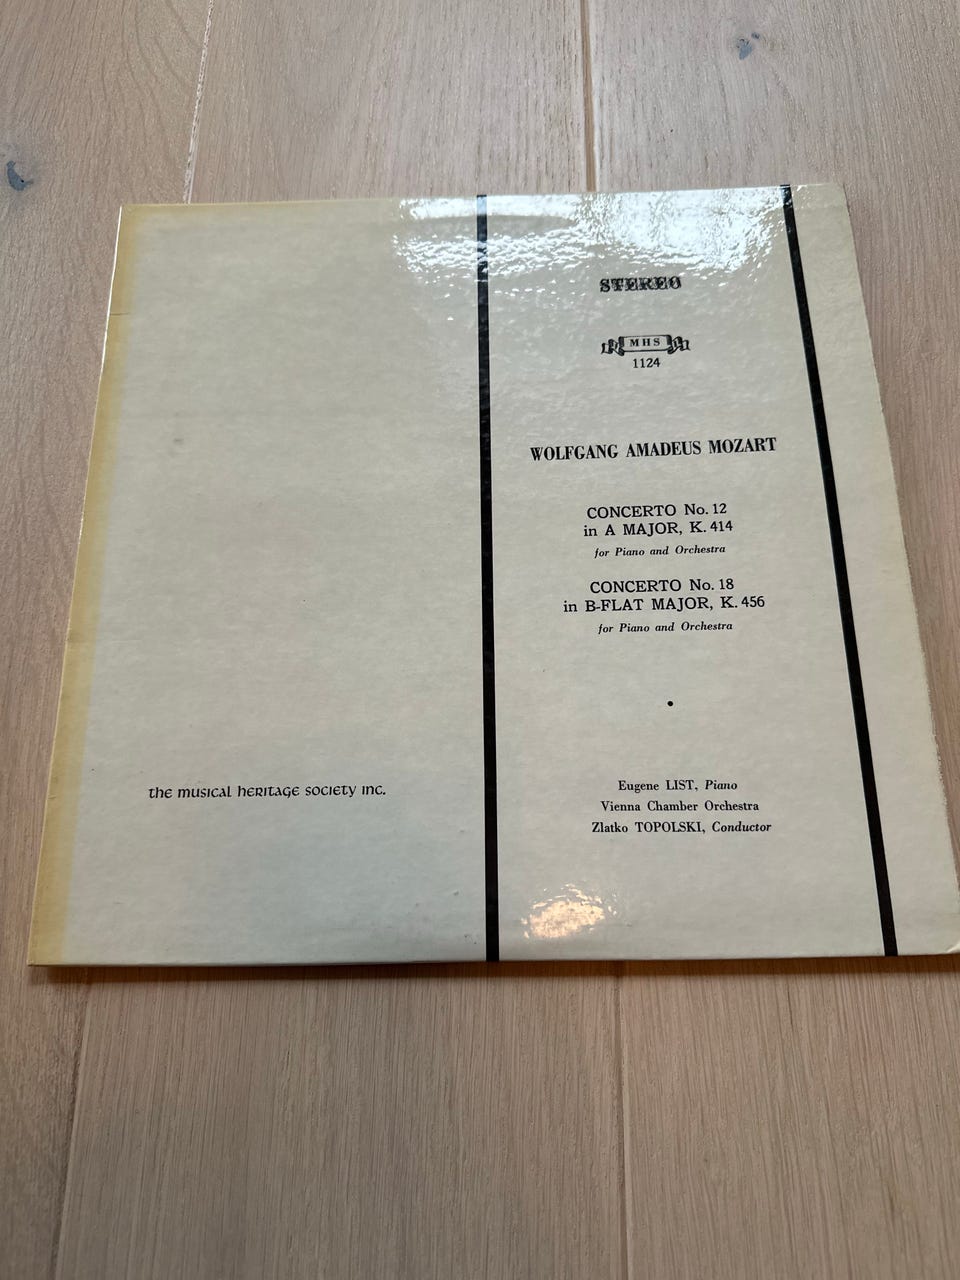 STEREO
MHS
1124
WOLFGANG AMADEUS MOZART
CONCERTO No. 12
in A MAJOR, K. 414
for Piano and Orchestra
CONCERTO No. 18
in B-FLAT MAJOR, K. 456
for Piano and Orchestra
•
Eugene LIST, Piano
Vienna Chamber Orchestra
Zlatko TOPOLSKI, Conductor
the musical heritage society inc.